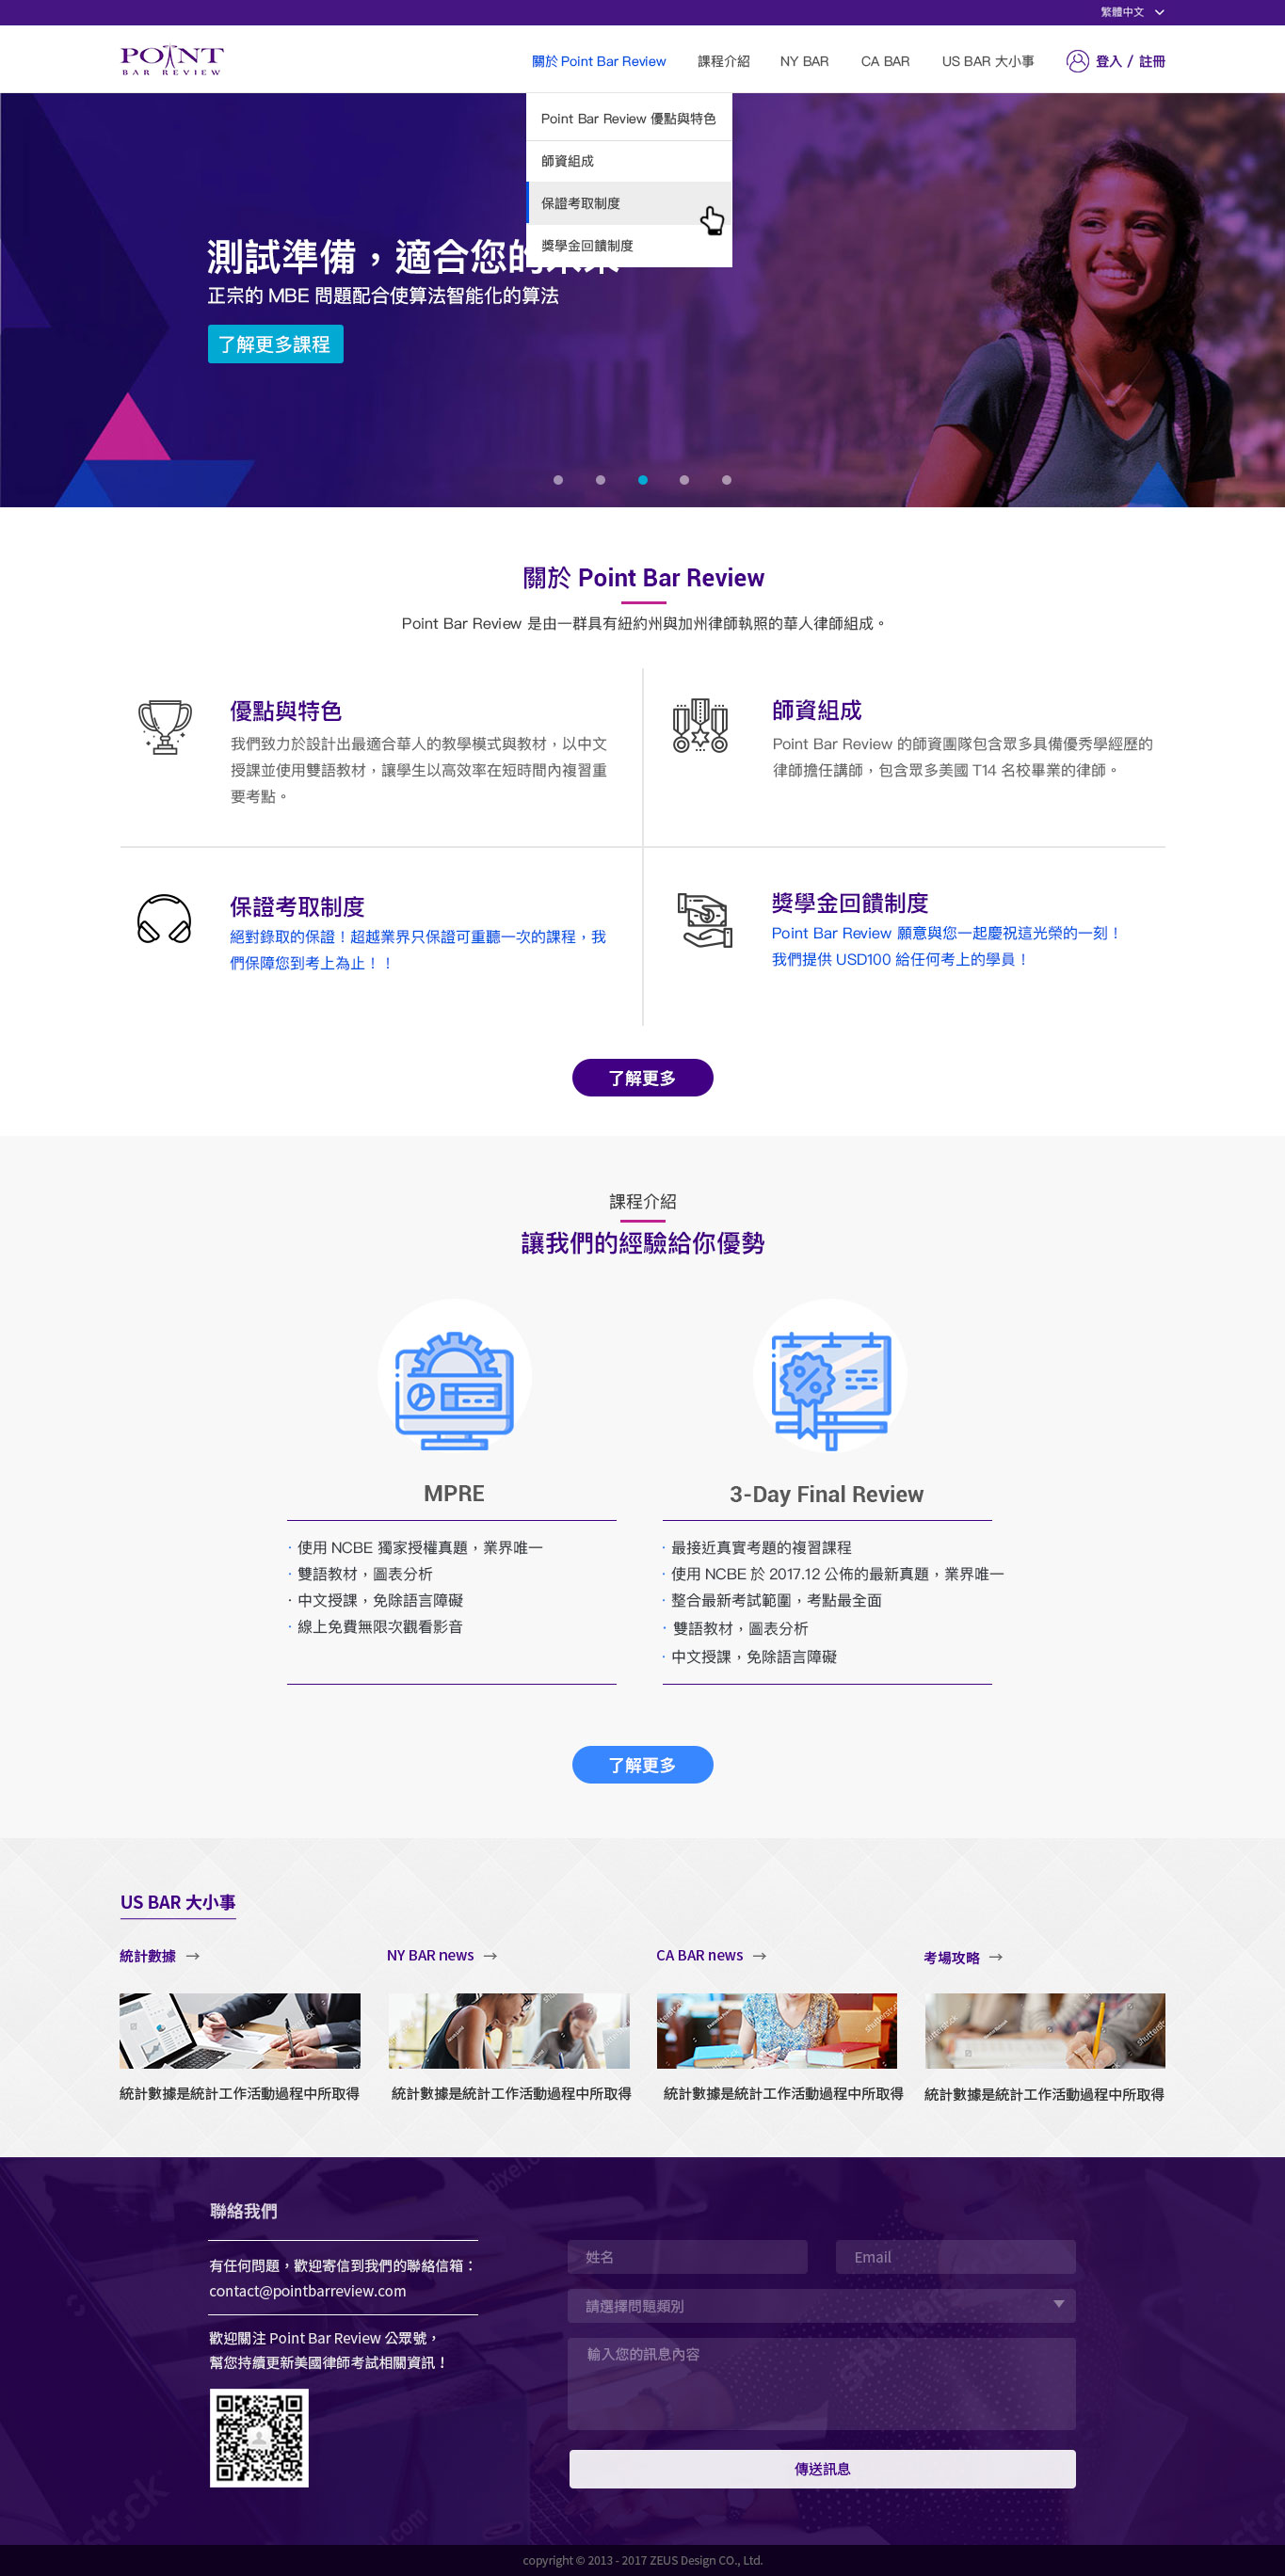 繁體中文
POINT
BAR REVIEW
關於 Point Bar Review
課程介紹
NY BAR
CA BAR
US BAR 大小事
登入 / 註冊
Point Bar Review 優點與特色
師資組成
保證考取制度
獎學金回饋制度
測試準備，適合您的未來
正宗的 MBE 問題配合使算法智能化的算法
了解更多課程
關於 Point Bar Review
Point Bar Review 是由一群具有紐約州與加州律師執照的華人律師組成。
優點與特色
我們致力於設計出最適合華人的教學模式與教材，以中文
授課並使用雙語教材，讓學生以高效率在短時間內複習重
要考點。
師資組成
Point Bar Review 的師資團隊包含眾多具備優秀學經歷的
律師擔任講師，包含眾多美國 T14 名校畢業的律師。
保證考取制度
絕對錄取的保證！超越業界只保證可重聽一次的課程，我
們保障您到考上為止！！
獎學金回饋制度
Point Bar Review 願意與您一起慶祝這光榮的一刻！
我們提供 USD100 給任何考上的學員！
了解更多
課程介紹
讓我們的經驗給你優勢
MPRE
· 使用 NCBE 獨家授權真題，業界唯一
· 雙語教材，圖表分析
· 中文授課，免除語言障礙
· 線上免費無限次觀看影音
3-Day Final Review
· 最接近真實考題的複習課程
· 使用 NCBE 於 2017.12 公佈的最新真題，業界唯一
· 整合最新考試範圍，考點最全面
· 雙語教材，圖表分析
· 中文授課，免除語言障礙
了解更多
US BAR 大小事
統計數據 →
NY BAR news →
CA BAR news →
考場攻略 →
統計數據是統計工作活動過程中所取得
統計數據是統計工作活動過程中所取得
統計數據是統計工作活動過程中所取得
統計數據是統計工作活動過程中所取得
聯絡我們
有任何問題，歡迎寄信到我們的聯絡信箱：
contact@pointbarreview.com
歡迎關注 Point Bar Review 公眾號，
幫您持續更新美國律師考試相關資訊！
姓名
Email
請選擇問題類別
輸入您的訊息內容
傳送訊息
copyright © 2013 - 2017 ZEUS Design CO., Ltd.